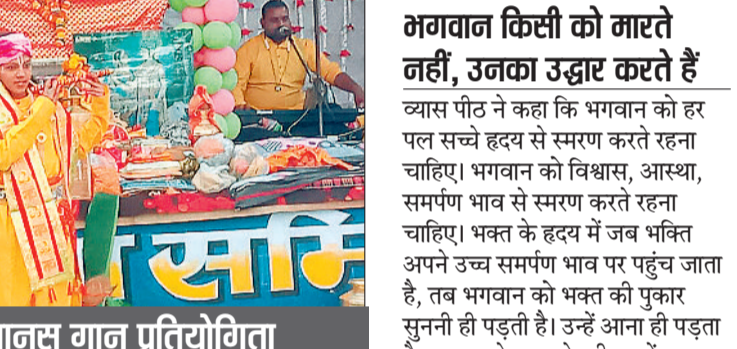 भगवान किसी को मारते
नहीं, उनका उद्धार करते हैं
व्यास पीठ ने कहा कि भगवान को हर
पल सच्चे हृदय से स्मरण करते रहना
चाहिए। भगवान को विश्वास, आस्था,
समर्पण भाव से स्मरण करते रहना
चाहिए। भक्त के हृदय में जब भक्ति
अपने उच्च समर्पण भाव पर पहुंच जाता
है, तब भगवान को भक्त की पुकार
सुननी ही पड़ती है। उन्हें आना ही पड़ता
गान प्रतियोगिता